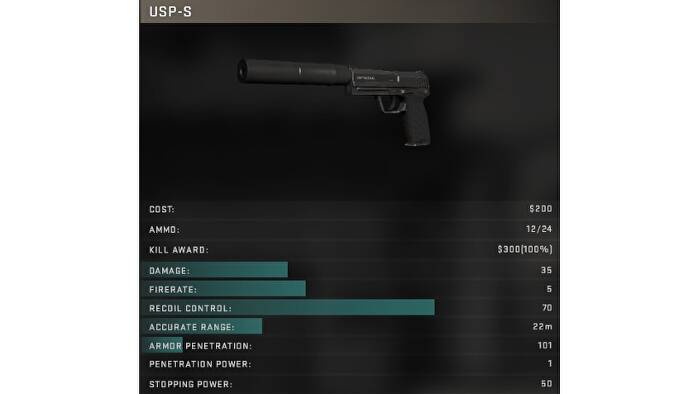 USP-S
COST: $200
AMMO: 12/24
KILL AWARD: $300(100%)
DAMAGE: 35
FIRERATE: 5
RECOIL CONTROL: 70
ACCURATE RANGE: 22m
ARMOR PENETRATION: 101
PENETRATION POWER: 1
STOPPING POWER: 50